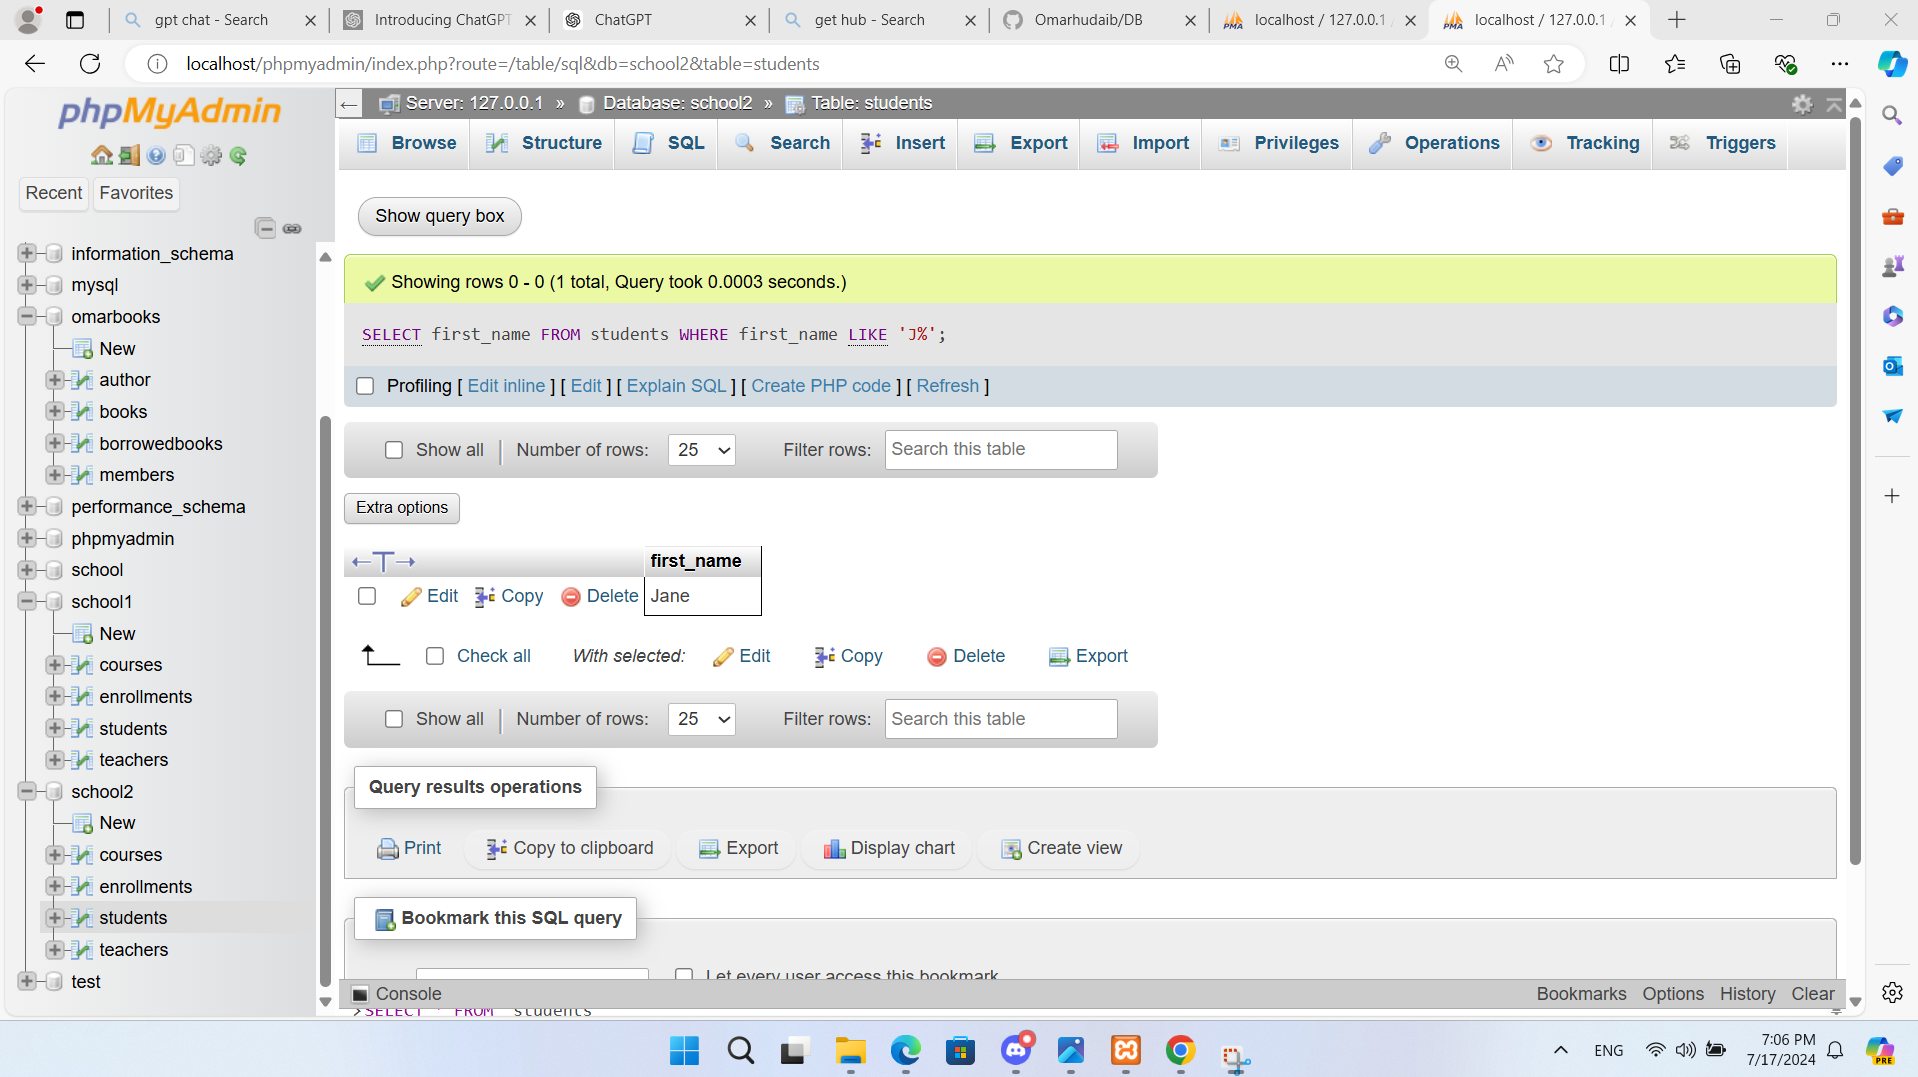 gpt chat - Search
Introducing ChatGPT
ChatGPT
get hub - Search
Omarhudaib/DB
localhost / 127.0.0.1
localhost / 127.0.0.1
localhost/phpmyadmin/index.php?route=/table/sql&db=school2&table=students
phpMyAdmin
Recent
Favorites
information_schema
mysql
omarbooks
New
author
books
borrowedbooks
members
performance_schema
phpmyadmin
school
school1
New
courses
enrollments
students
teachers
school2
New
courses
enrollments
students
teachers
test
Server: 127.0.0.1 » Database: school2 » Table: students
Browse Structure SQL Search Insert Export Import Privileges Operations Tracking Triggers
Show query box
Showing rows 0 - 0 (1 total, Query took 0.0003 seconds.)
SELECT first_name FROM students WHERE first_name LIKE 'J%';
Profiling [ Edit inline ] [ Edit ] [ Explain SQL ] [ Create PHP code ] [ Refresh ]
Show all Number of rows: 25 Filter rows: Search this table
Extra options
←T→ first_name
Edit Copy Delete Jane
Check all With selected: Edit Copy Delete Export
Show all Number of rows: 25 Filter rows: Search this table
Query results operations
Print Copy to clipboard Export Display chart Create view
Bookmark this SQL query
Let every user access this bookmark
Console Bookmarks Options History Clear
>SELECT * FROM `students`
ENG
7:06 PM
7/17/2024
PRE